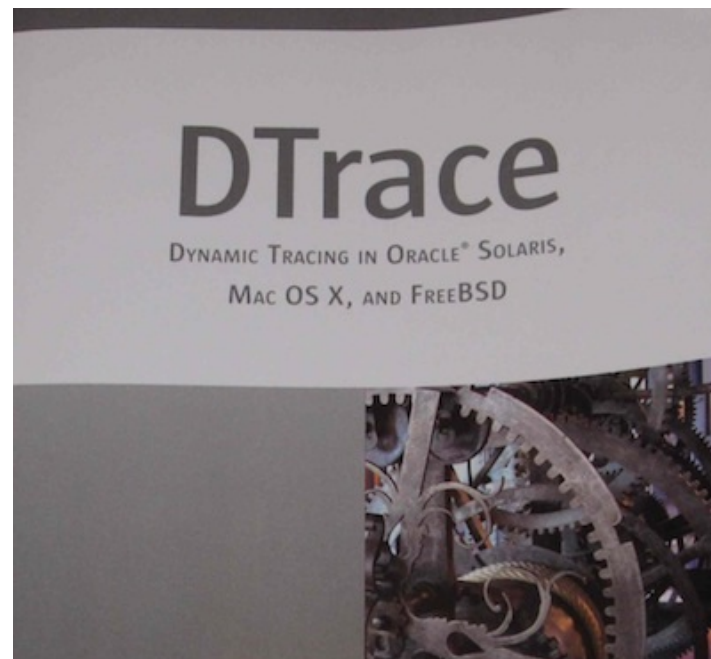 DTrace
Dynamic Tracing in Oracle® Solaris,
Mac OS X, and FreeBSD